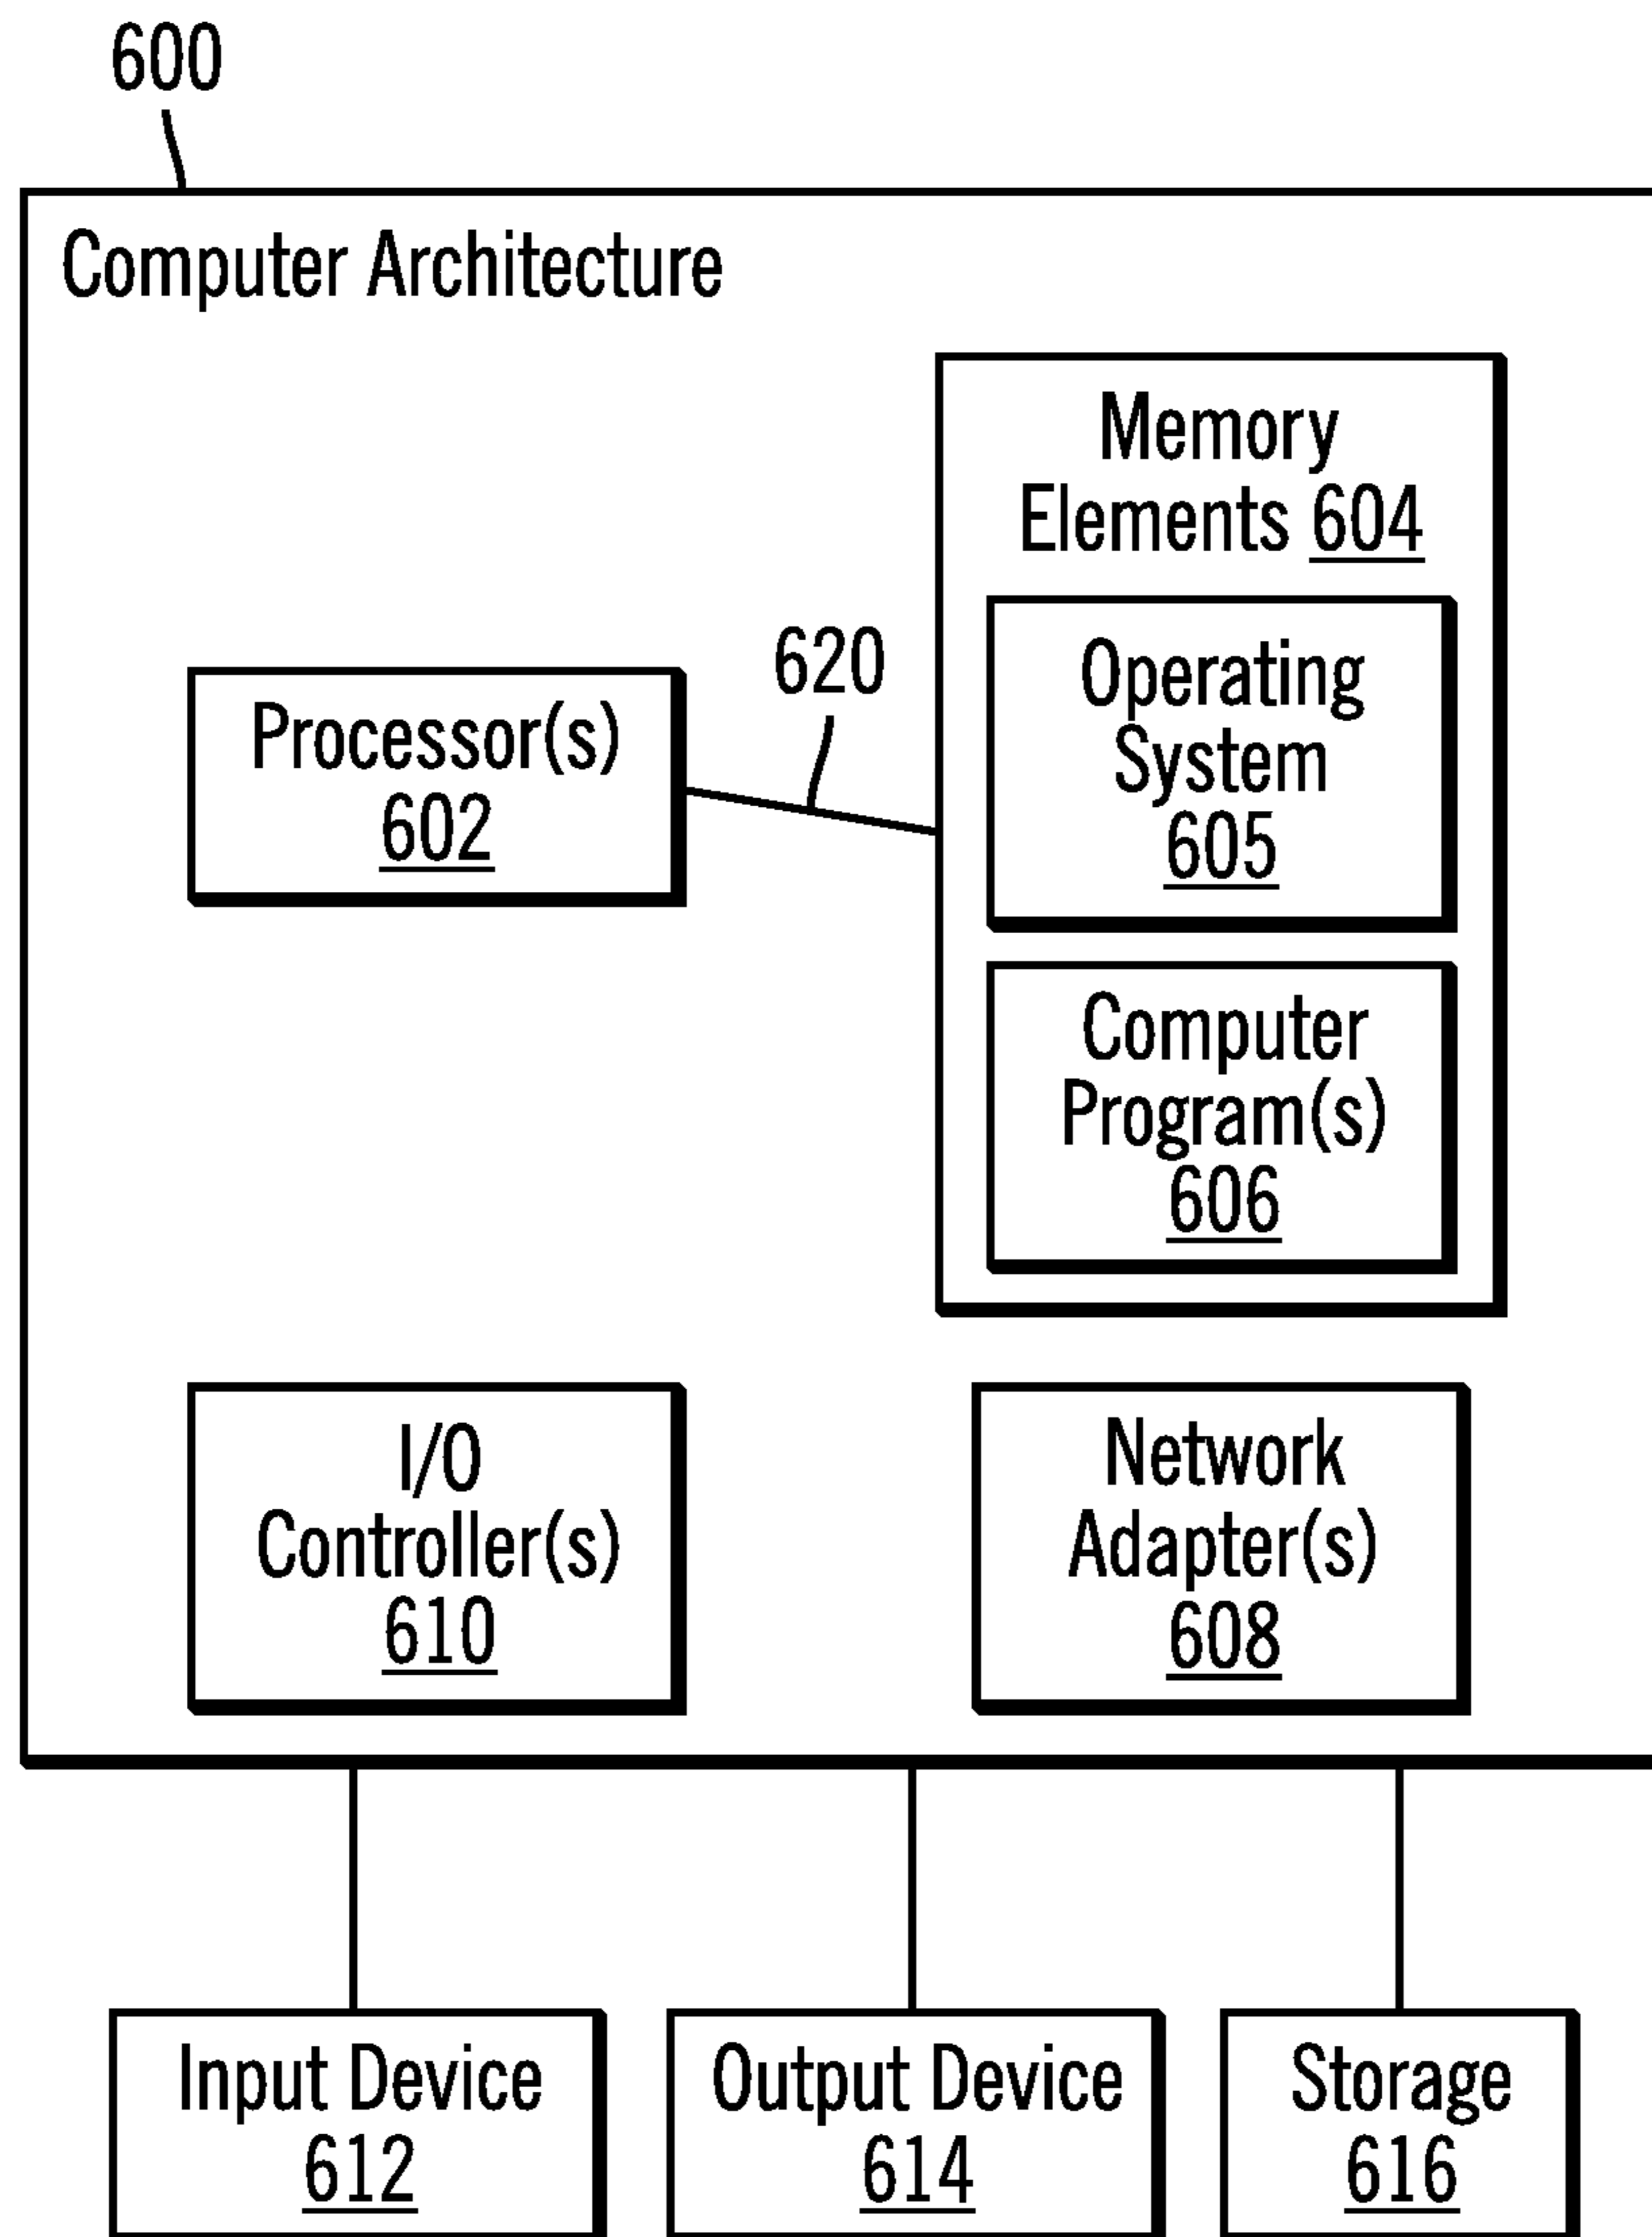 600
Computer Architecture
Memory
Elements 604
620
Processor(s)
602
Operating
System
605
Computer
Program(s)
606
I/O
Controller(s)
610
Network
Adapter(s)
608
Input Device
612
Output Device
614
Storage
616